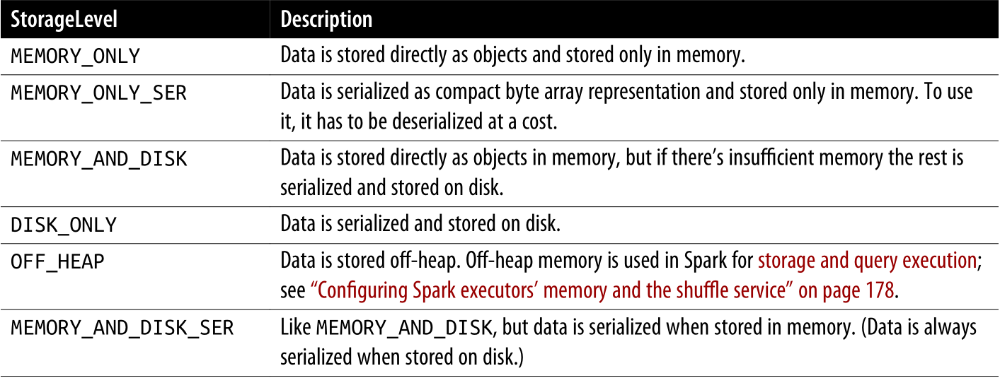 StorageLevel Description
MEMORY_ONLY Data is stored directly as objects and stored only in memory.
MEMORY_ONLY_SER Data is serialized as compact byte array representation and stored only in memory. To use
it, it has to be deserialized at a cost.
MEMORY_AND_DISK Data is stored directly as objects in memory, but if there’s insufficient memory the rest is
serialized and stored on disk.
DISK_ONLY Data is serialized and stored on disk.
OFF_HEAP Data is stored off-heap. Off-heap memory is used in Spark for storage and query execution;
see “Configuring Spark executors’ memory and the shuffle service” on page 178.
MEMORY_AND_DISK_SER Like MEMORY_AND_DISK, but data is serialized when stored in memory. (Data is always
serialized when stored on disk.)